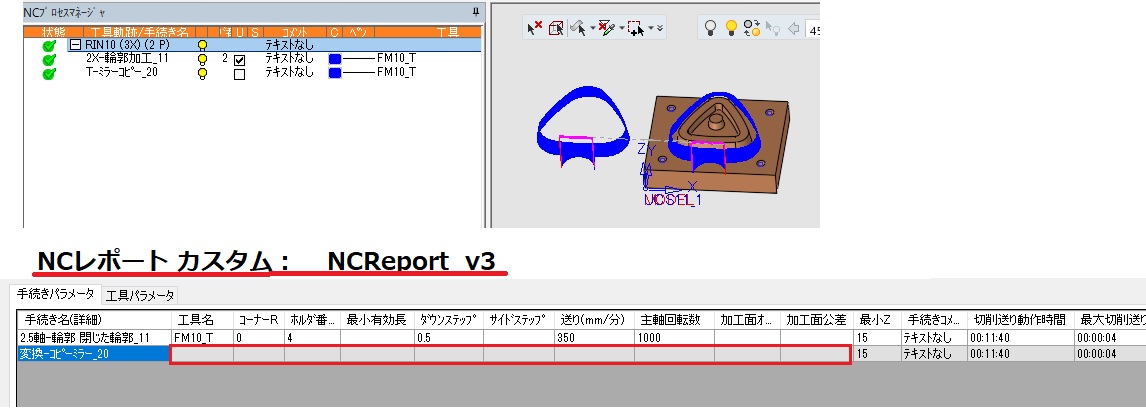 NCﾌﾟﾛｾｽﾏﾈｰｼﾞｬ
状態 工具軌跡/手続き名 U S ｺﾒﾝﾄ C ﾍﾟﾝ 工具
RIN10 (3X) (2 P) テキストなし
2X-輪郭加工_11 2 テキストなし FM10_T
T-ミラーコピー_20 テキストなし FM10_T
45
ZY
X
MODEL_1
NCレポート カスタム： NCReport_v3
手続きパラメータ 工具パラメータ
手続き名(詳細) 工具名 ｺｰﾅｰR ﾎﾙﾀﾞ番... 最小有効長 ﾀﾞｳﾝｽﾃｯﾌﾟ ｻｲﾄﾞｽﾃｯﾌﾟ 送り(mm/分) 主軸回転数 加工面オ... 加工面公差 最小Z 手続きｺﾒ... 切削送り動作時間 最大切削送り
2.5軸-輪郭 閉じた輪郭_11 FM10_T 0 4 0.5 350 1000 15 テキストなし 00:11:40 00:00:04
変換-コピーミラー_20 15 テキストなし 00:11:40 00:00:04